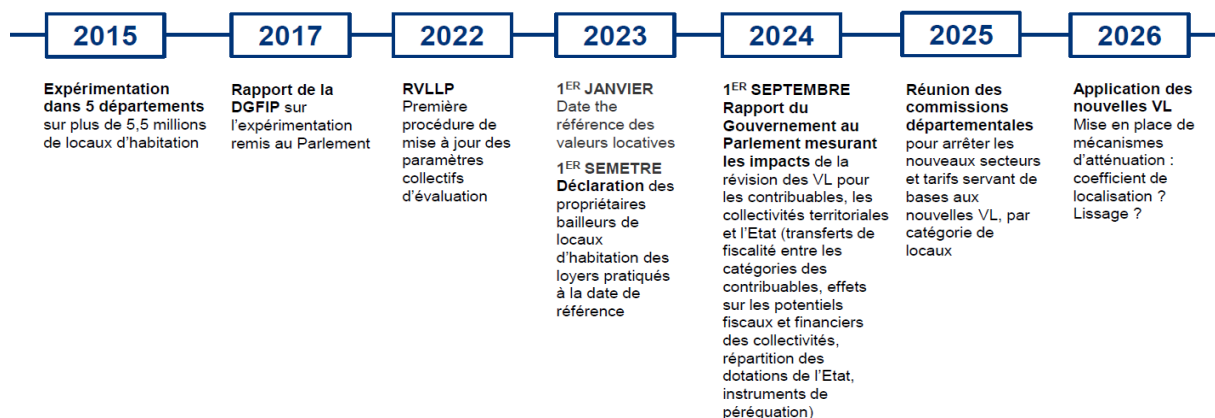 2015
2017
2022
2023
2024
2025
2026
Expérimentation
dans 5 départements
sur plus de 5,5 millions
de locaux d'habitation
Rapport de la
DGFIP sur
l'expérimentation
remis au Parlement
RVLLP
Première
procédure de
mise à jour des
paramètres
collectifs
d'évaluation
1ER JANVIER
Date the
référence des
valeurs locatives
1ER SEMETRE
Déclaration des
propriétaires
bailleurs de
locaux
d'habitation des
loyers pratiqués
à la date de
référence
1ER SEPTEMBRE
Rapport du
Gouvernement au
Parlement mesurant
les impacts de la
révision des VL pour
les contribuables, les
collectivités territoriales
et l'Etat (transferts de
fiscalité entre les
catégories des
contribuables, effets
sur les potentiels
fiscaux et financiers
des collectivités,
répartition des
dotations de l'Etat,
instruments de
péréquation)
Réunion des
commissions
départementales
pour arrêter les
nouveaux secteurs
et tarifs servant de
bases aux
nouvelles VL, par
catégorie de
locaux
Application des
nouvelles VL
Mise en place de
mécanismes
d'atténuation :
coefficient de
localisation ?
Lissage ?